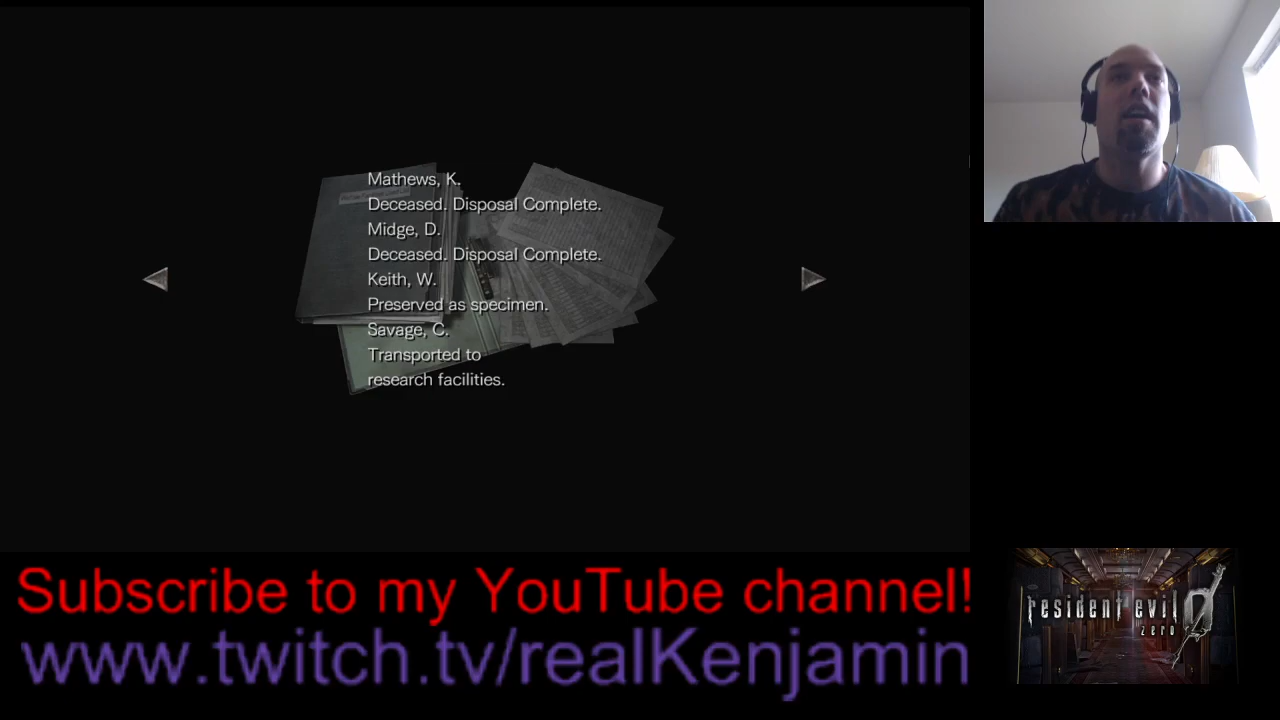 Mathews, K.
Deceased. Disposal Complete.
Midge, D.
Deceased. Disposal Complete.
Keith, W.
Preserved as specimen.
Savage, C.
Transported to
research facilities.
Subscribe to my YouTube channel!
www.twitch.tv/realKenjamin
resident evil 0
zero